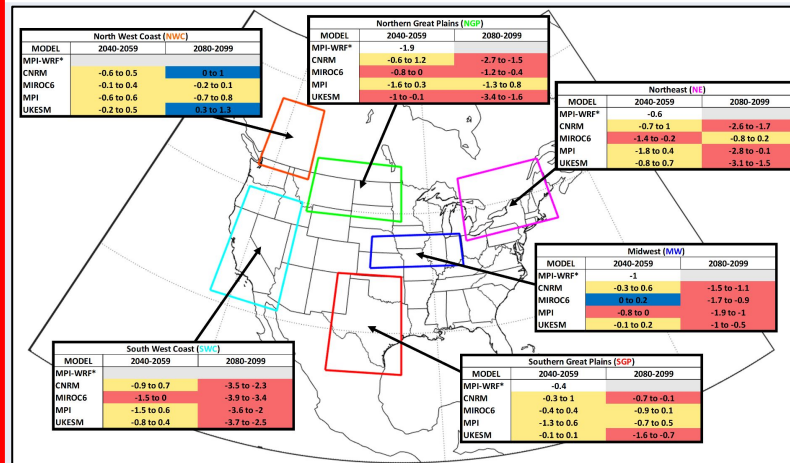 North West Coast (NWC)
MODEL 2040-2059 2080-2099
MPI-WRF*
CNRM -0.6 to 0.5 0 to 1
MIROC6 -0.1 to 0.4 -0.2 to 0.1
MPI -0.6 to 0.6 -0.7 to 0.8
UKESM -0.2 to 0.5 0.3 to 1.3
Northern Great Plains (NGP)
MODEL 2040-2059 2080-2099
MPI-WRF* -1.9
CNRM -0.6 to 1.2 -2.7 to -1.5
MIROC6 -0.8 to 0 -1.2 to -0.4
MPI -1.6 to 0.3 -1.3 to 0.8
UKESM -1 to -0.1 -3.4 to -1.6
Northeast (NE)
MODEL 2040-2059 2080-2099
MPI-WRF* -0.6
CNRM -0.7 to 1 -2.6 to -1.7
MIROC6 -1.4 to -0.2 -0.8 to 0.2
MPI -1.8 to 0.4 -2.8 to -0.1
UKESM -0.8 to 0.7 -3.1 to -1.5
Midwest (MW)
MODEL 2040-2059 2080-2099
MPI-WRF* -1
CNRM -0.3 to 0.6 -1.5 to -1.1
MIROC6 0 to 0.2 -1.7 to -0.9
MPI -0.8 to 0 -1.9 to -1
UKESM -0.1 to 0.2 -1 to -0.5
South West Coast (SWC)
MODEL 2040-2059 2080-2099
MPI-WRF*
CNRM -0.9 to 0.7 -3.5 to -2.3
MIROC6 -1.5 to 0 -3.9 to -3.4
MPI -1.5 to 0.6 -3.6 to -2
UKESM -0.8 to 0.4 -3.7 to -2.5
Southern Great Plains (SGP)
MODEL 2040-2059 2080-2099
MPI-WRF* -0.4
CNRM -0.3 to 1 -0.7 to -0.1
MIROC6 -0.4 to 0.4 -0.9 to 0.1
MPI -1.3 to 0.6 -0.7 to 0.5
UKESM -0.1 to 0.1 -1.6 to -0.7